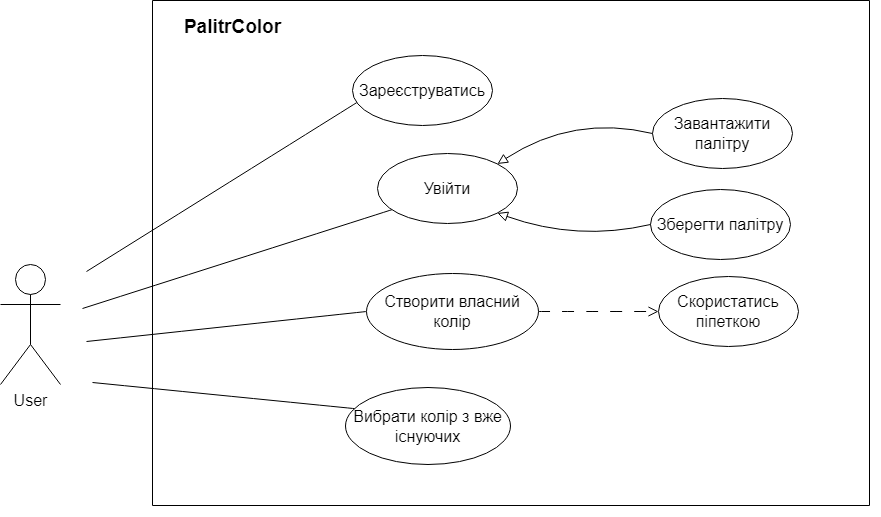 PalitrColor
Зареєструватись
Завантажити
палітру
Увійти
Зберегти палітру
Створити власний
колір
Скористатись
піпеткою
User
Вибрати колір з вже
існуючих